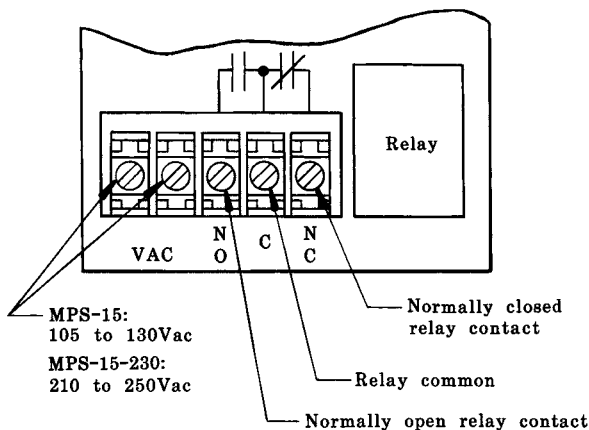 Relay
VAC
N
O
C
N
C
MPS-15:
105 to 130Vac
MPS-15-230:
210 to 250Vac
Normally closed
relay contact
Relay common
Normally open relay contact